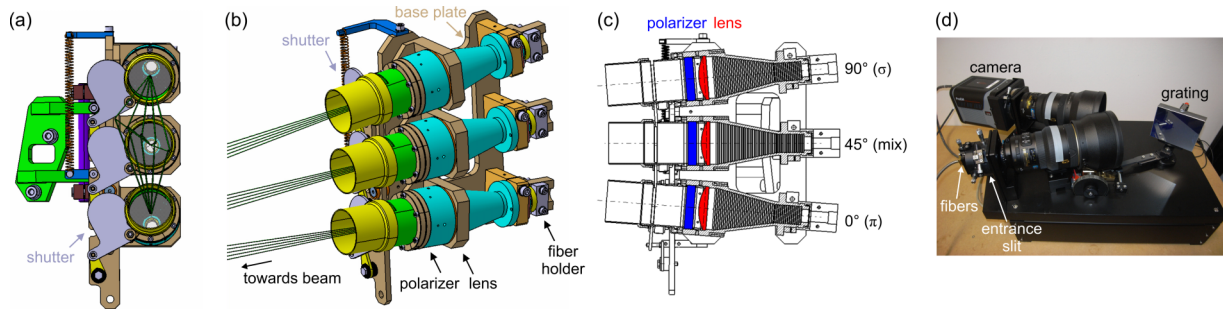 (a)
shutter
(b)
shutter
base plate
towards beam
polarizer
lens
fiber
holder
(c)
polarizer lens
90° (σ)
45° (mix)
0° (π)
(d)
camera
grating
fibers
entrance
slit